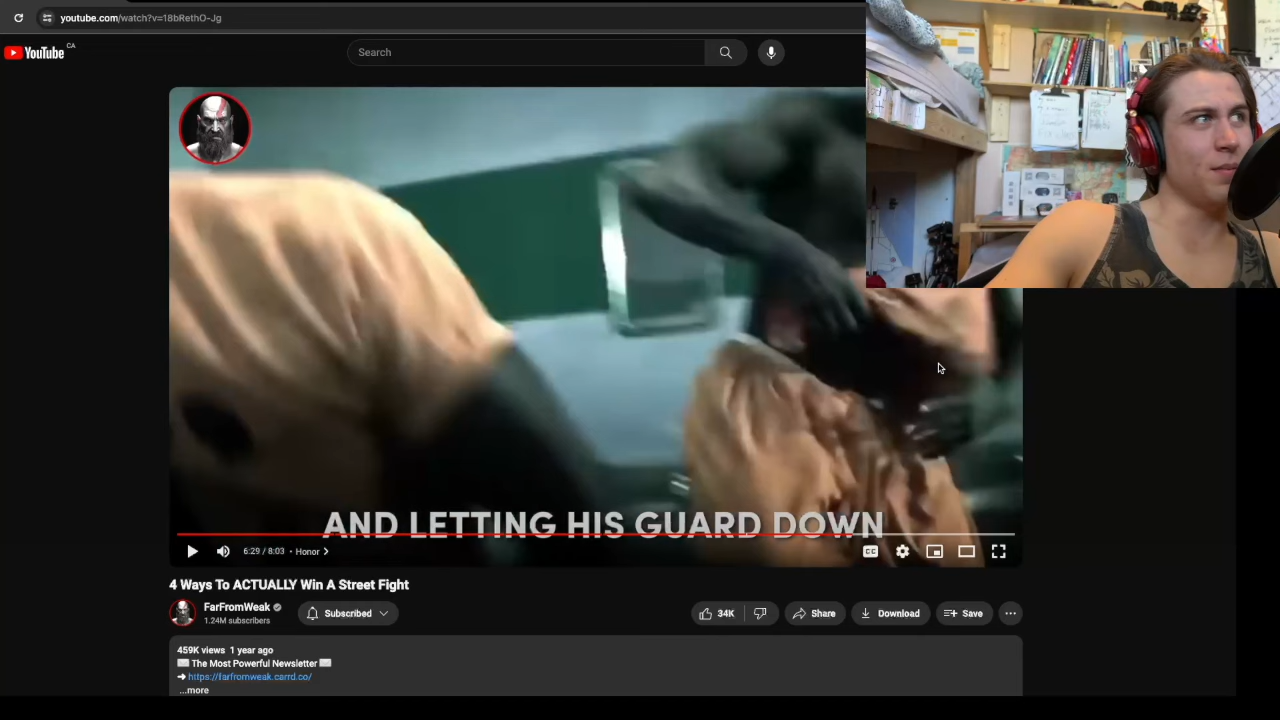 youtube.com/watch?v=18bRethO-Jg
YouTube CA
Search
AND LETTING HIS GUARD DOWN
6:29 / 8:03 • Honor
CC
4 Ways To ACTUALLY Win A Street Fight
FarFromWeak
1.24M subscribers
Subscribed
34K
Share
Download
Save
459K views 1 year ago
The Most Powerful Newsletter
➜ https://farfromweak.carrd.co/
...more